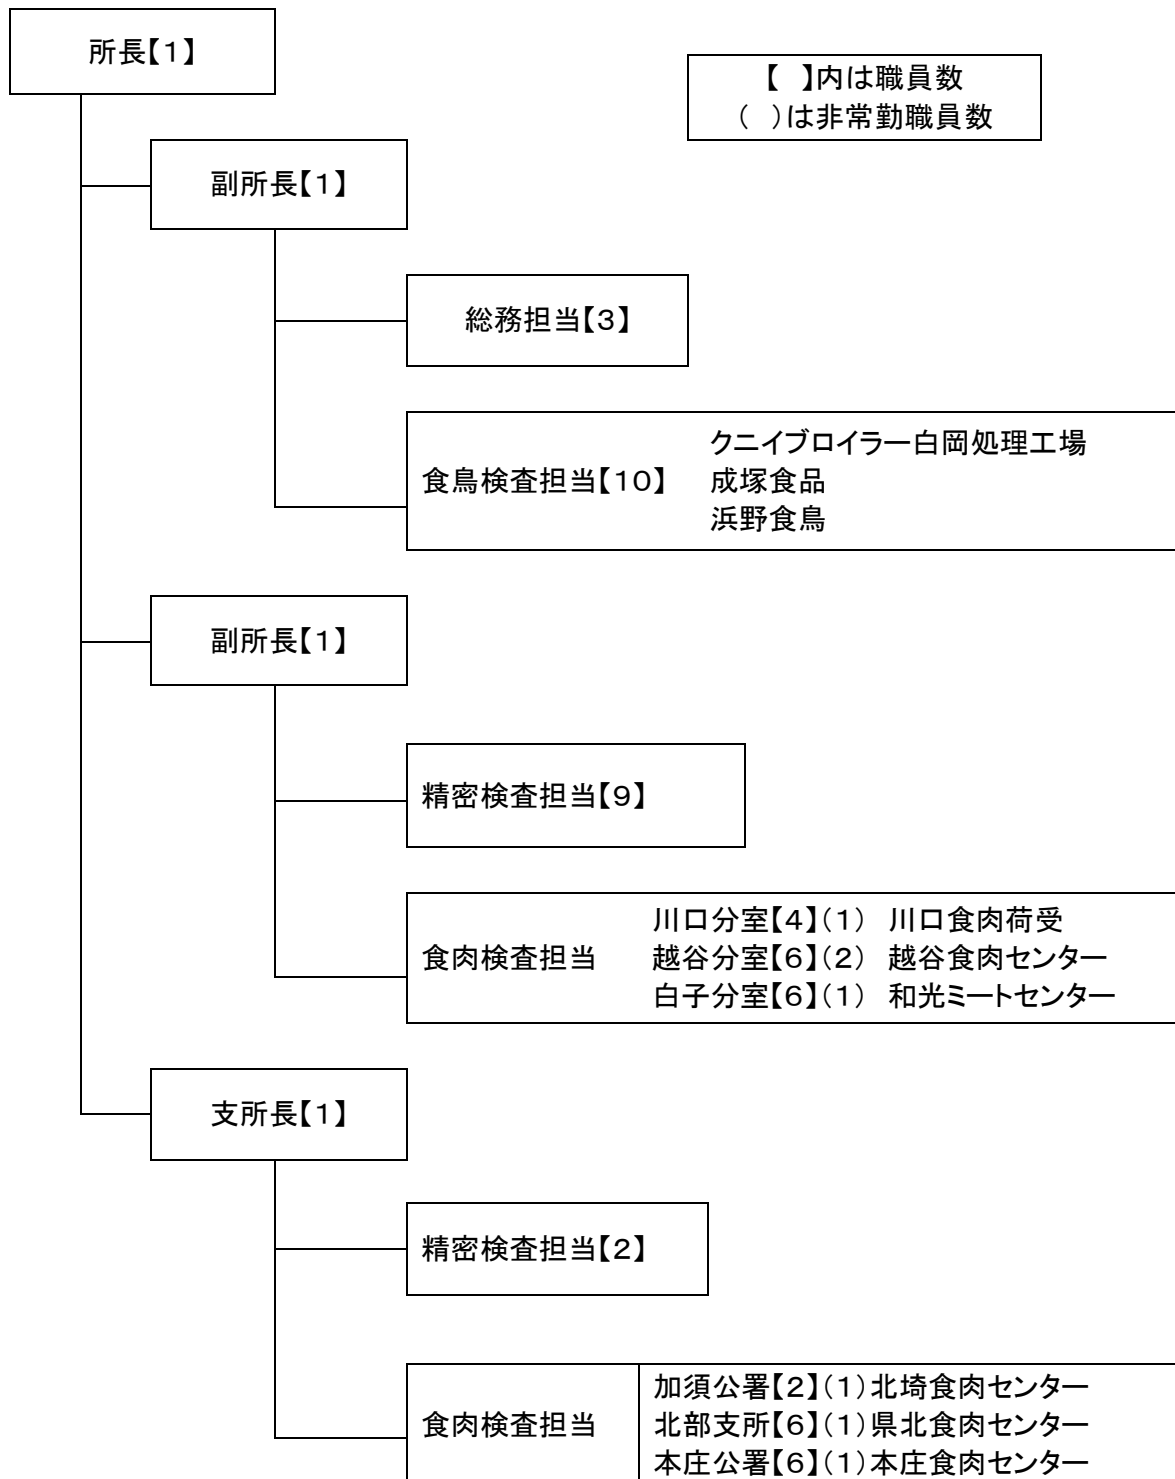 所長【１】
【　】内は職員数
（　）は非常勤職員数
副所長【１】
総務担当【３】
食鳥検査担当【１０】
クニイブロイラー白岡処理工場
成塚食品
浜野食鳥
副所長【１】
精密検査担当【９】
食肉検査担当
川口分室【４】（１）　川口食肉荷受
越谷分室【６】（２）　越谷食肉センター
白子分室【６】（１）　和光ミートセンター
支所長【１】
精密検査担当【２】
食肉検査担当
加須公署【２】（１）北埼食肉センター
北部支所【６】（１）県北食肉センター
本庄公署【６】（１）本庄食肉センター